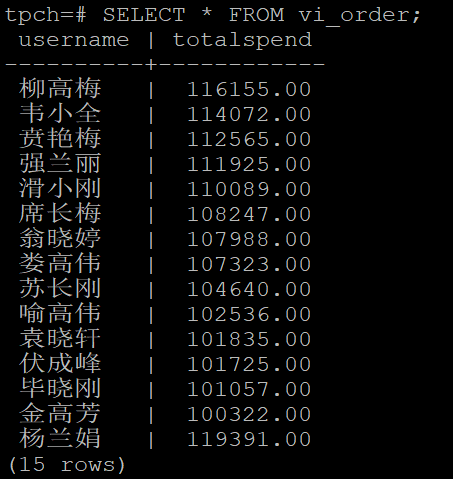 tpch=# SELECT * FROM vi_order;
 username | totalspend
----------+------------
 柳高梅   |  116155.00
 韦小全   |  114072.00
 贲艳梅   |  112565.00
 强兰丽   |  111925.00
 滑小刚   |  110089.00
 席长梅   |  108247.00
 翁晓婷   |  107988.00
 娄高伟   |  107323.00
 苏长刚   |  104640.00
 喻高伟   |  102536.00
 袁晓轩   |  101835.00
 伏成峰   |  101725.00
 毕晓刚   |  101057.00
 金高芳   |  100322.00
 杨兰娟   |  119391.00
(15 rows)